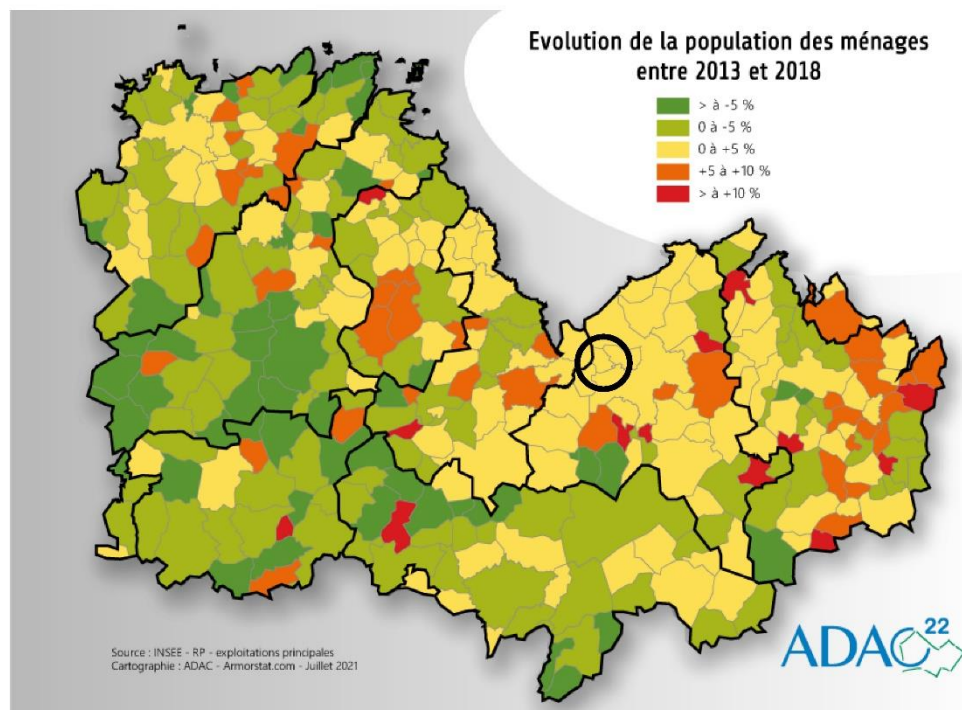 Evolution de la population des ménages
entre 2013 et 2018
> à -5 %
0 à -5 %
0 à +5 %
+5 à +10 %
> à +10 %
Source : INSEE - RP - exploitations principales
Cartographie : ADAC - Armorstat.com - Juillet 2021
ADAC 22